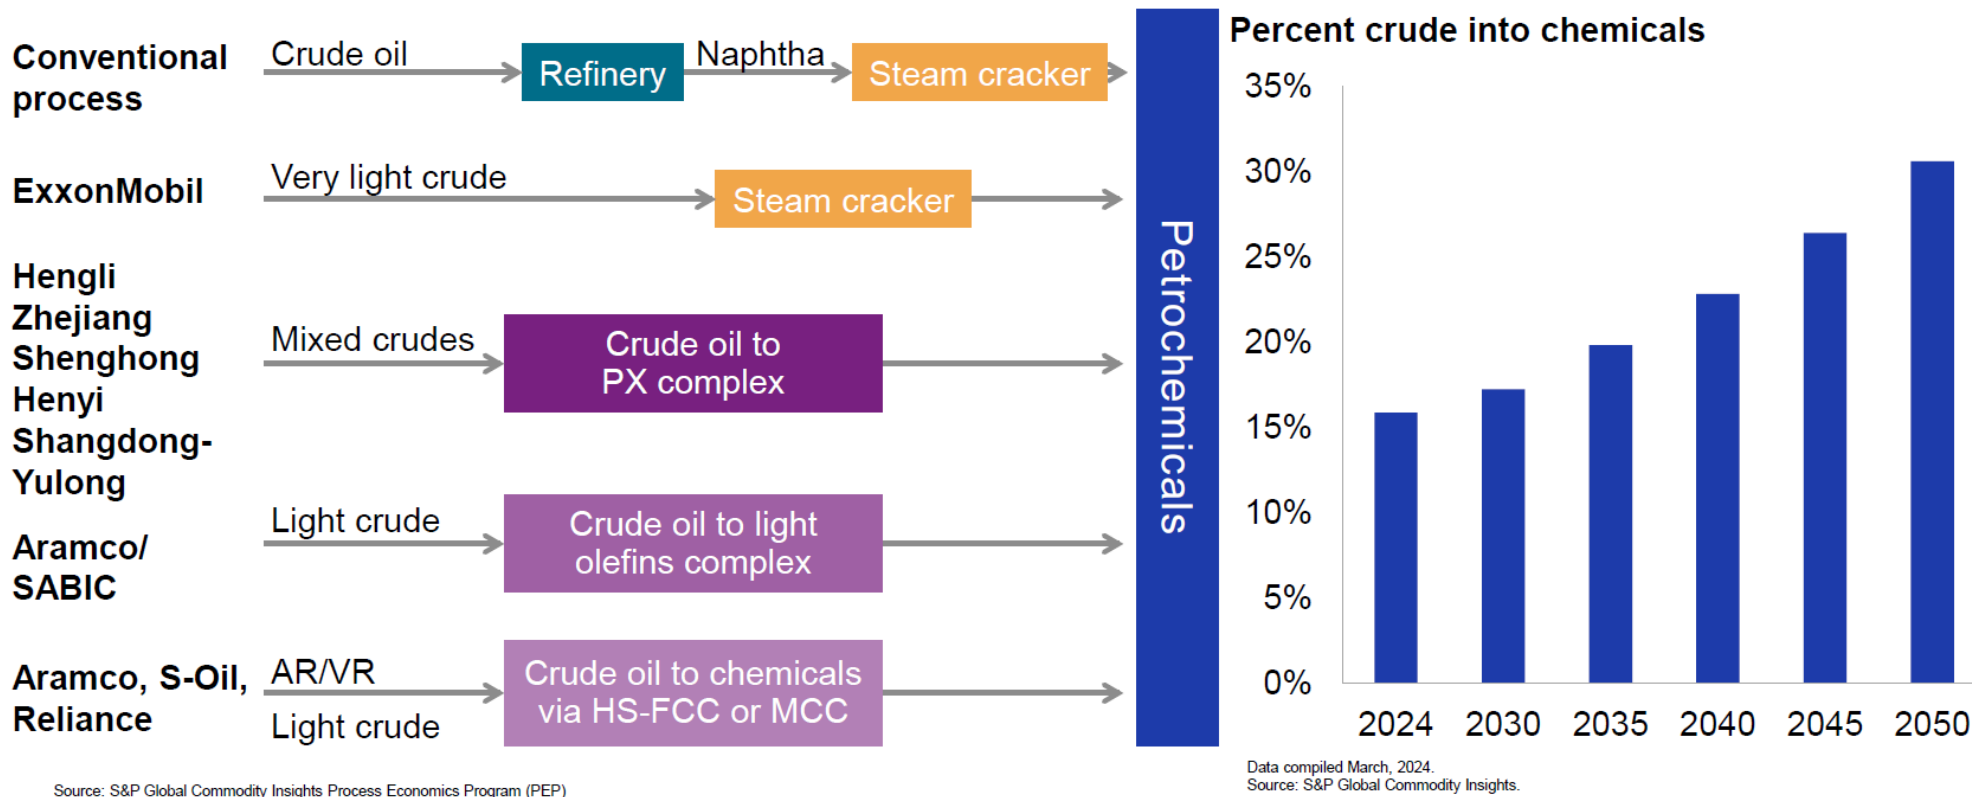 Conventional
process
Crude oil
Refinery
Naphtha
Steam cracker
ExxonMobil
Very light crude
Steam cracker
Hengli
Zhejiang
Shenghong
Henyi
Shangdong-
Yulong
Mixed crudes
Crude oil to
PX complex
Aramco/
SABIC
Light crude
Crude oil to light
olefins complex
Aramco, S-Oil,
Reliance
AR/VR
Light crude
Crude oil to chemicals
via HS-FCC or MCC
Petrochemicals
Source: S&P Global Commodity Insights Process Economics Program (PEP)
Percent crude into chemicals
35%
30%
25%
20%
15%
10%
5%
0%
2024 2030 2035 2040 2045 2050
Data compiled March, 2024.
Source: S&P Global Commodity Insights.